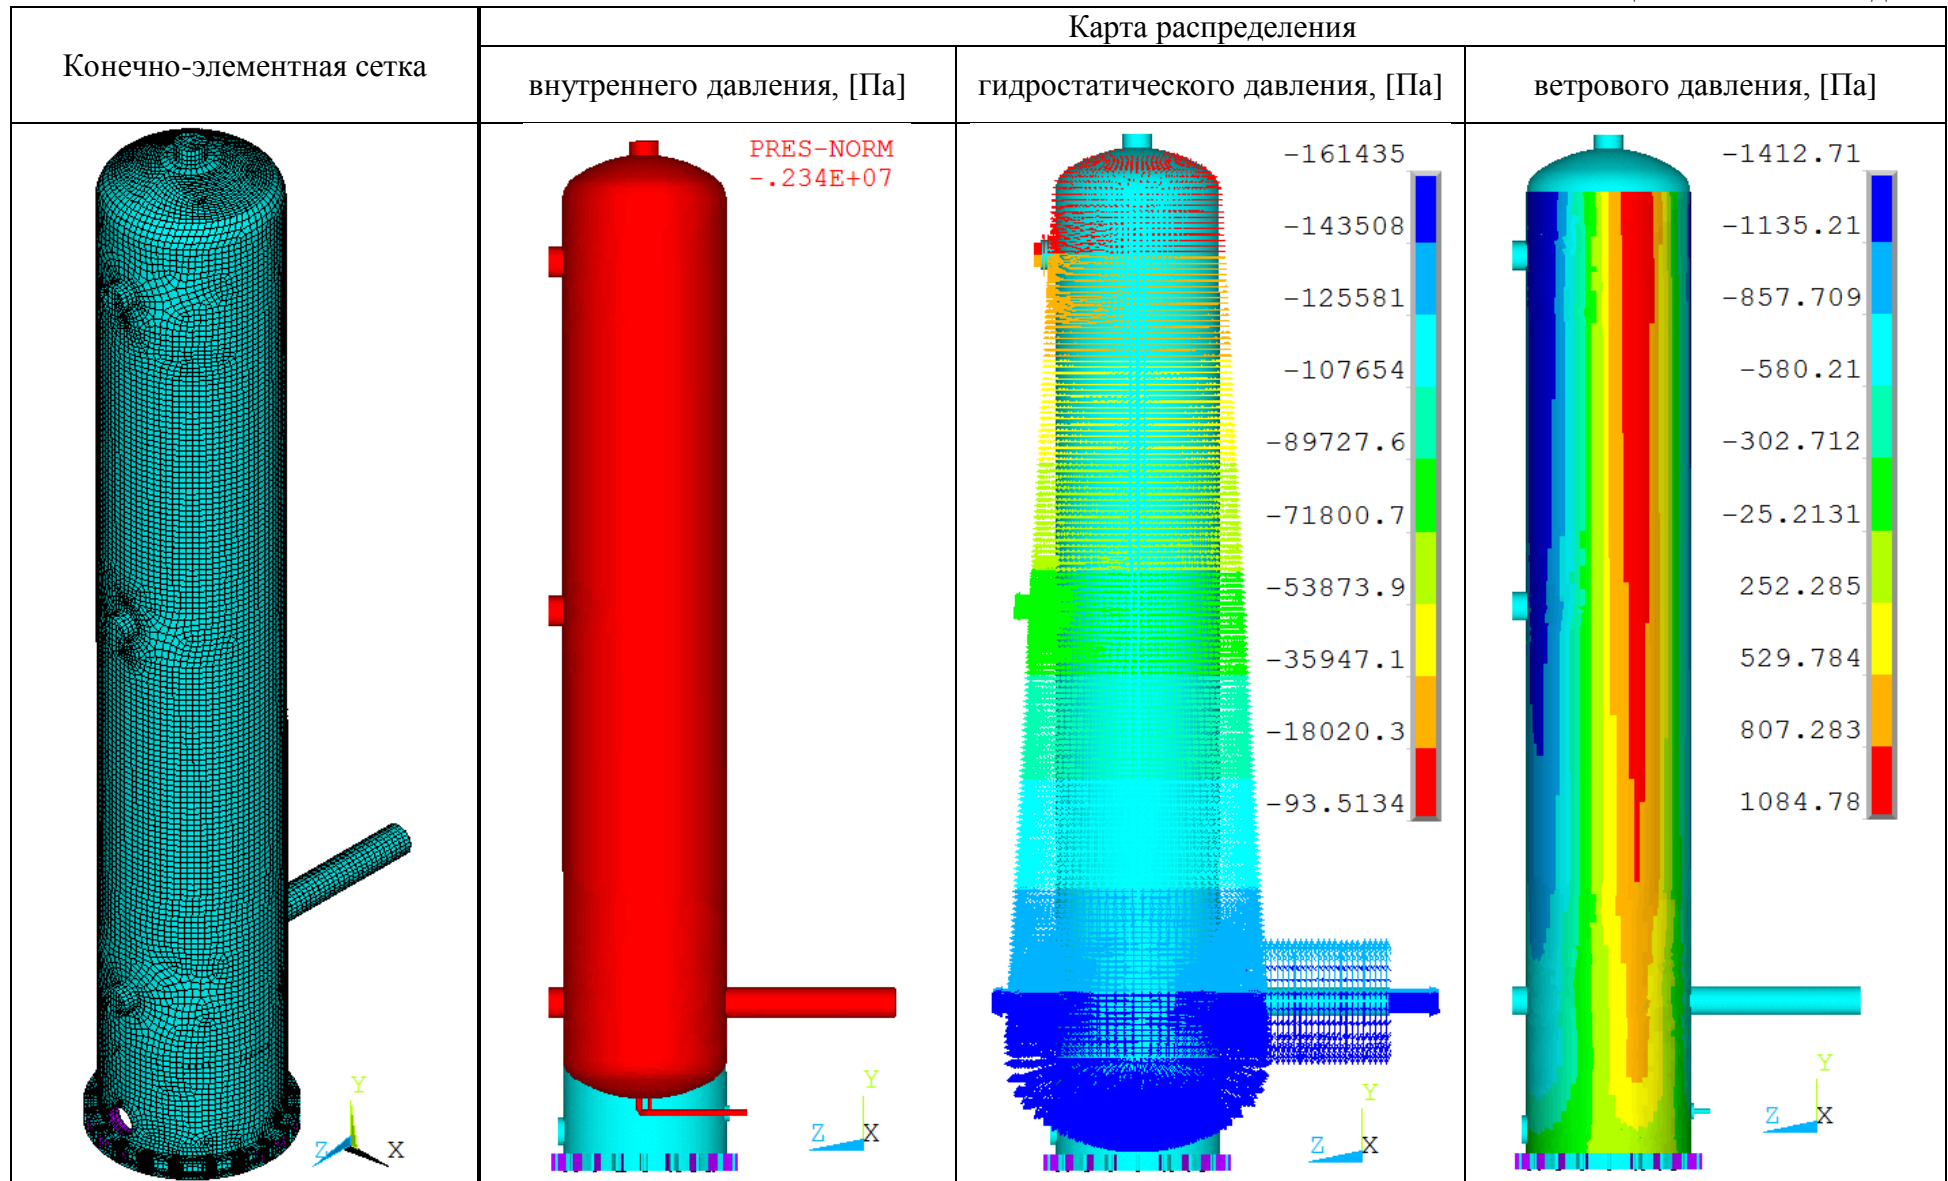 Карта распределения
Конечно-элементная сетка
внутреннего давления, [Па]
гидростатического давления, [Па]
ветрового давления, [Па]
PRES-NORM
-.234E+07
Y
Z
X
Y
Z
X
-161435
-143508
-125581
-107654
-89727.6
-71800.7
-53873.9
-35947.1
-18020.3
-93.5134
Y
Z
X
-1412.71
-1135.21
-857.709
-580.21
-302.712
-25.2131
252.285
529.784
807.283
1084.78
Y
Z
X